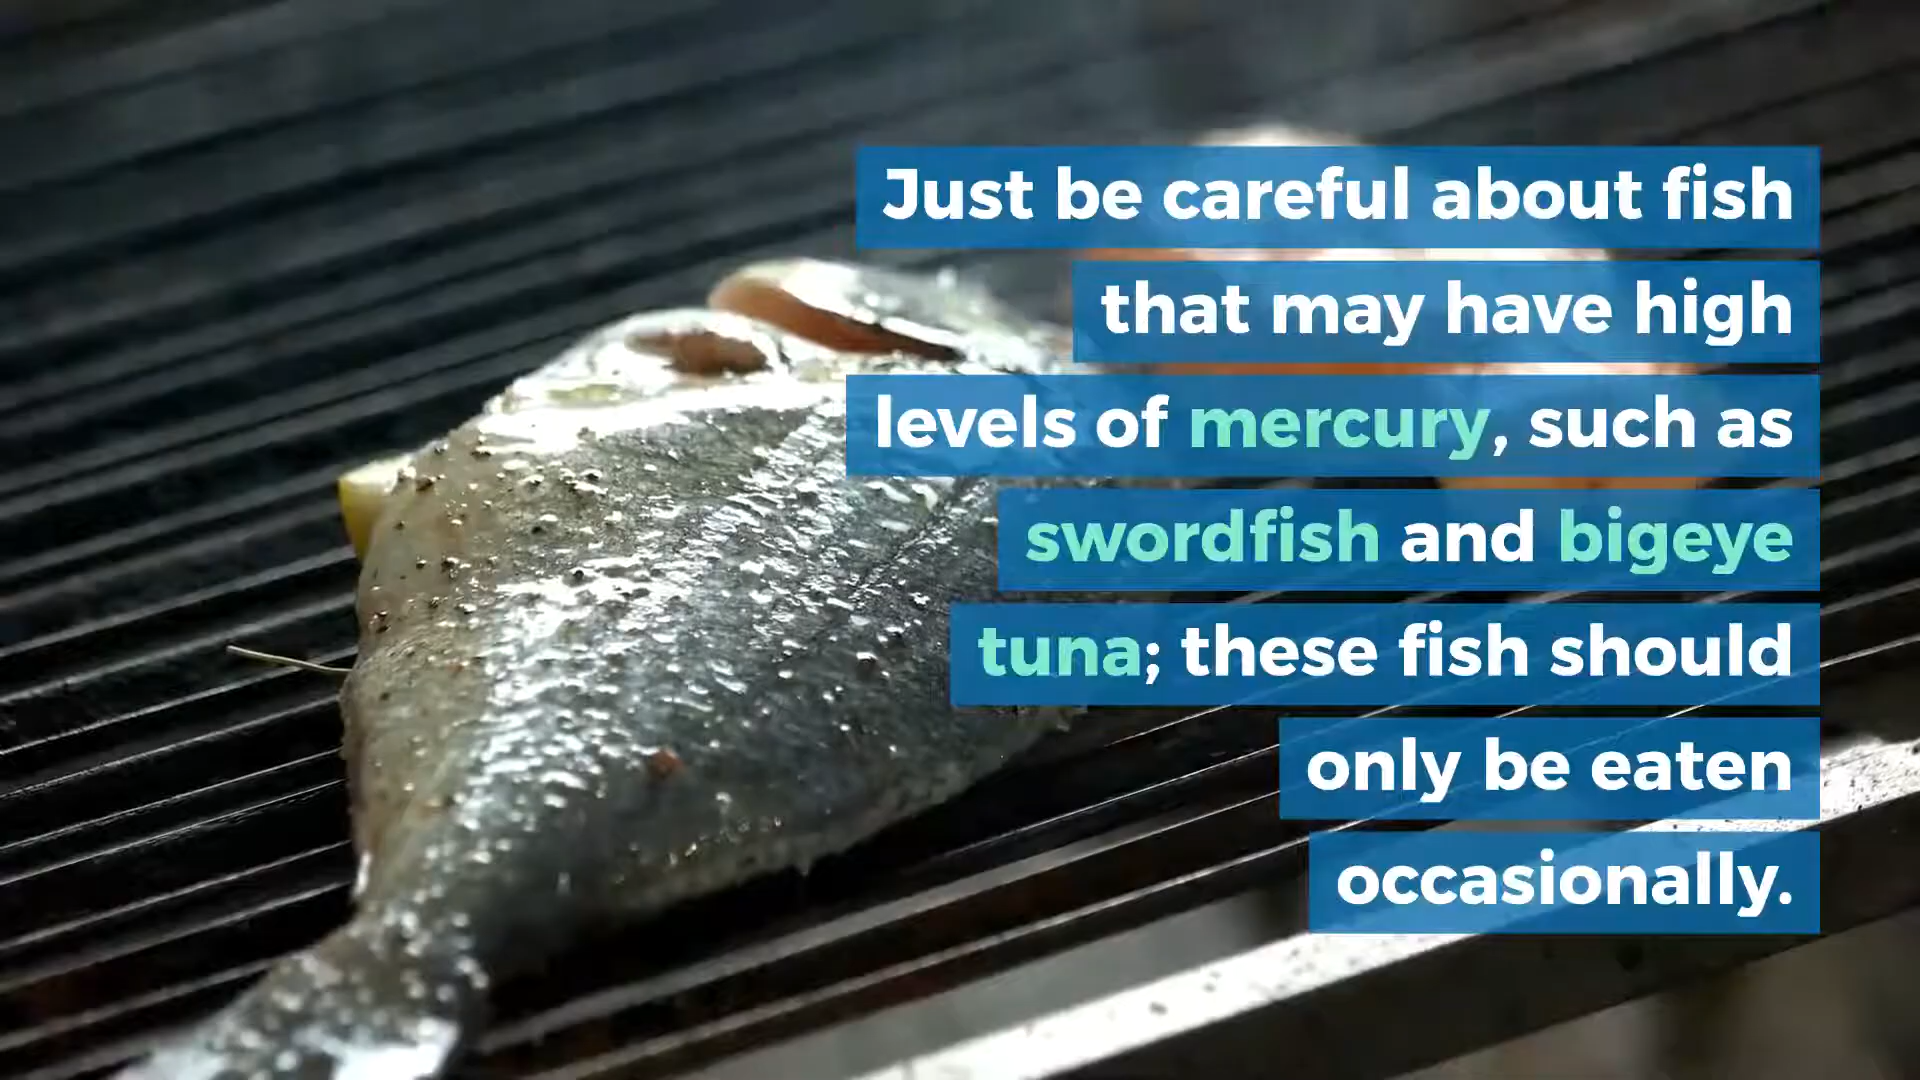 Just be careful about fish
that may have high
levels of mercury, such as
swordfish and bigeye
tuna; these fish should
only be eaten
occasionally.